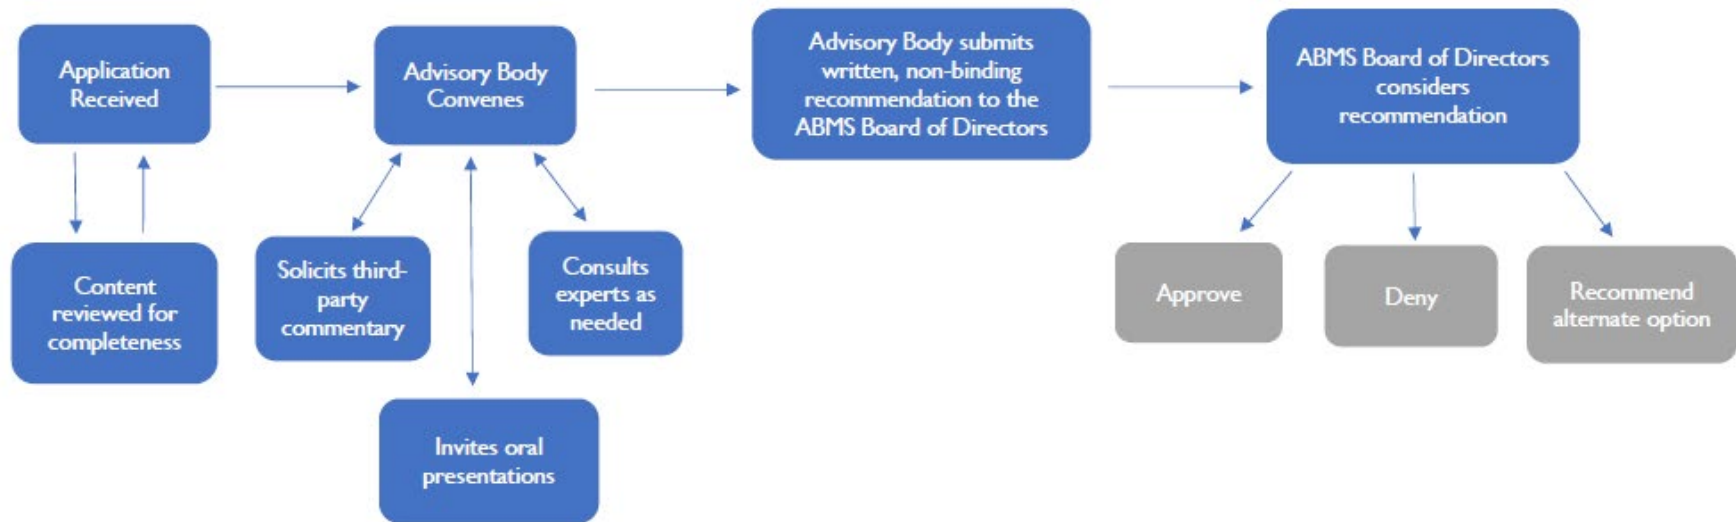 Application
Received
Advisory Body
Convenes
Advisory Body submits
written, non-binding
recommendation to the
ABMS Board of Directors
ABMS Board of Directors
considers
recommendation
Content
reviewed for
completeness
Solicits third-
party
commentary
Consults
experts as
needed
Invites oral
presentations
Approve
Deny
Recommend
alternate option